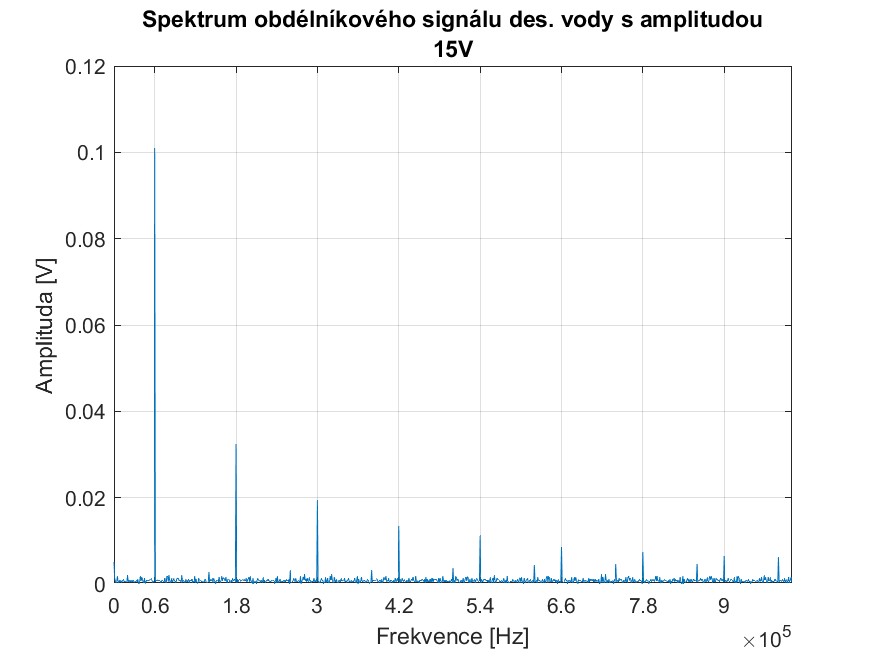 Spektrum obdélníkového signálu des. vody s amplitudou
15V
0.12
0.1
0.08
0.06
0.04
0.02
0
Amplituda [V]
0 0.6 1.8 3 4.2 5.4 6.6 7.8 9
Frekvence [Hz]
×10^5